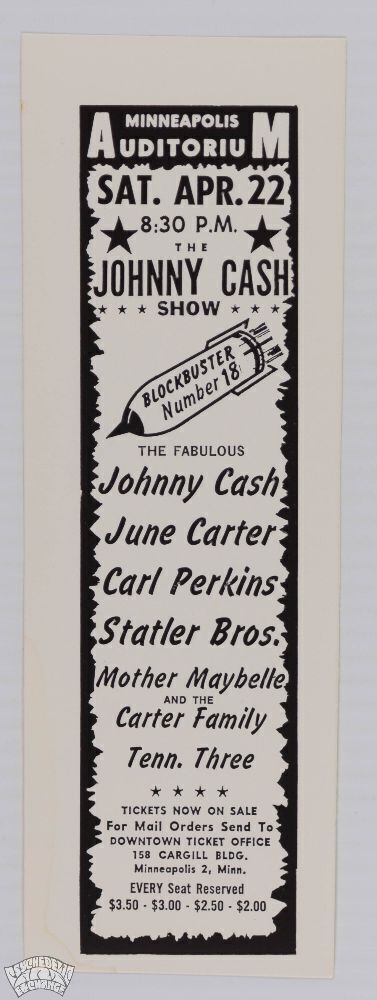 MINNEAPOLIS
AUDITORIUM
SAT. APR. 22
8:30 P.M.
THE
JOHNNY CASH
SHOW
BLOCKBUSTER
Number 18
THE FABULOUS
Johnny Cash
June Carter
Carl Perkins
Statler Bros.
Mother Maybelle
AND THE
Carter Family
Tenn. Three
TICKETS NOW ON SALE
For Mail Orders Send To
DOWNTOWN TICKET OFFICE
158 CARGILL BLDG.
Minneapolis 2, Minn.
EVERY Seat Reserved
$3.50 - $3.00 - $2.50 - $2.00
PSYCHEDELIC
ART
EXCHANGE